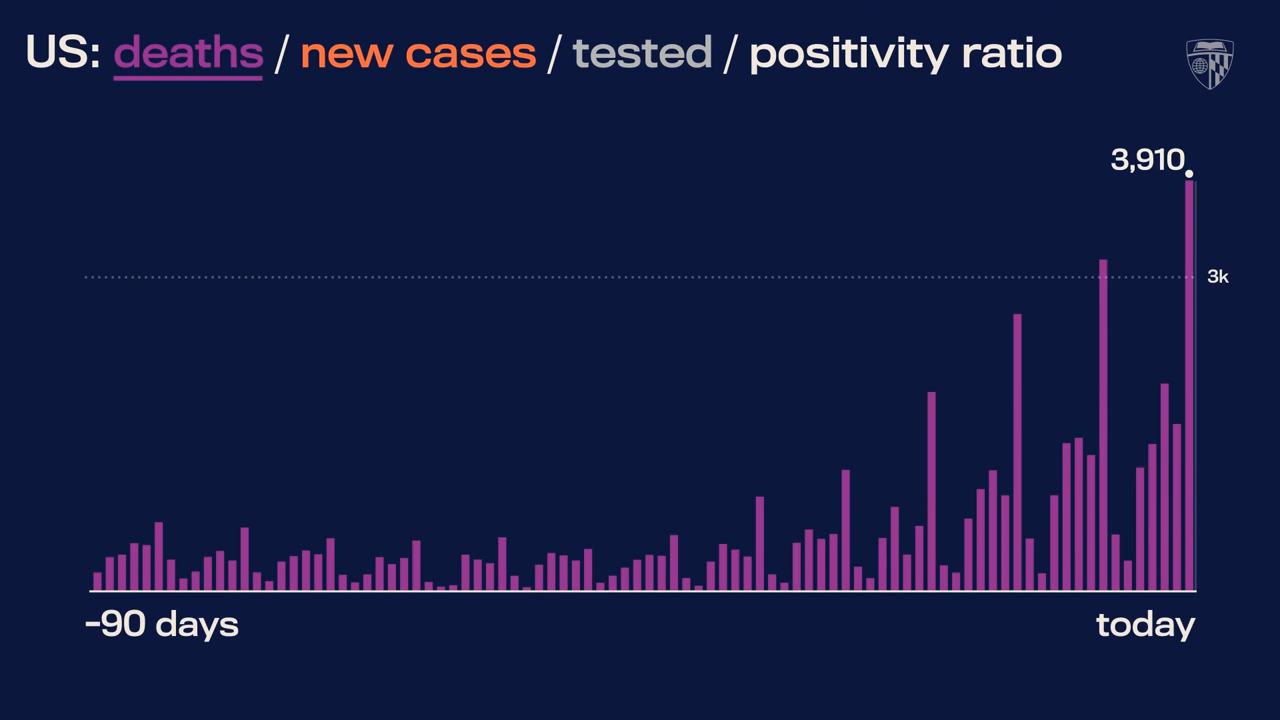 US: deaths / new cases / tested / positivity ratio
3,910
3k
-90 days
today